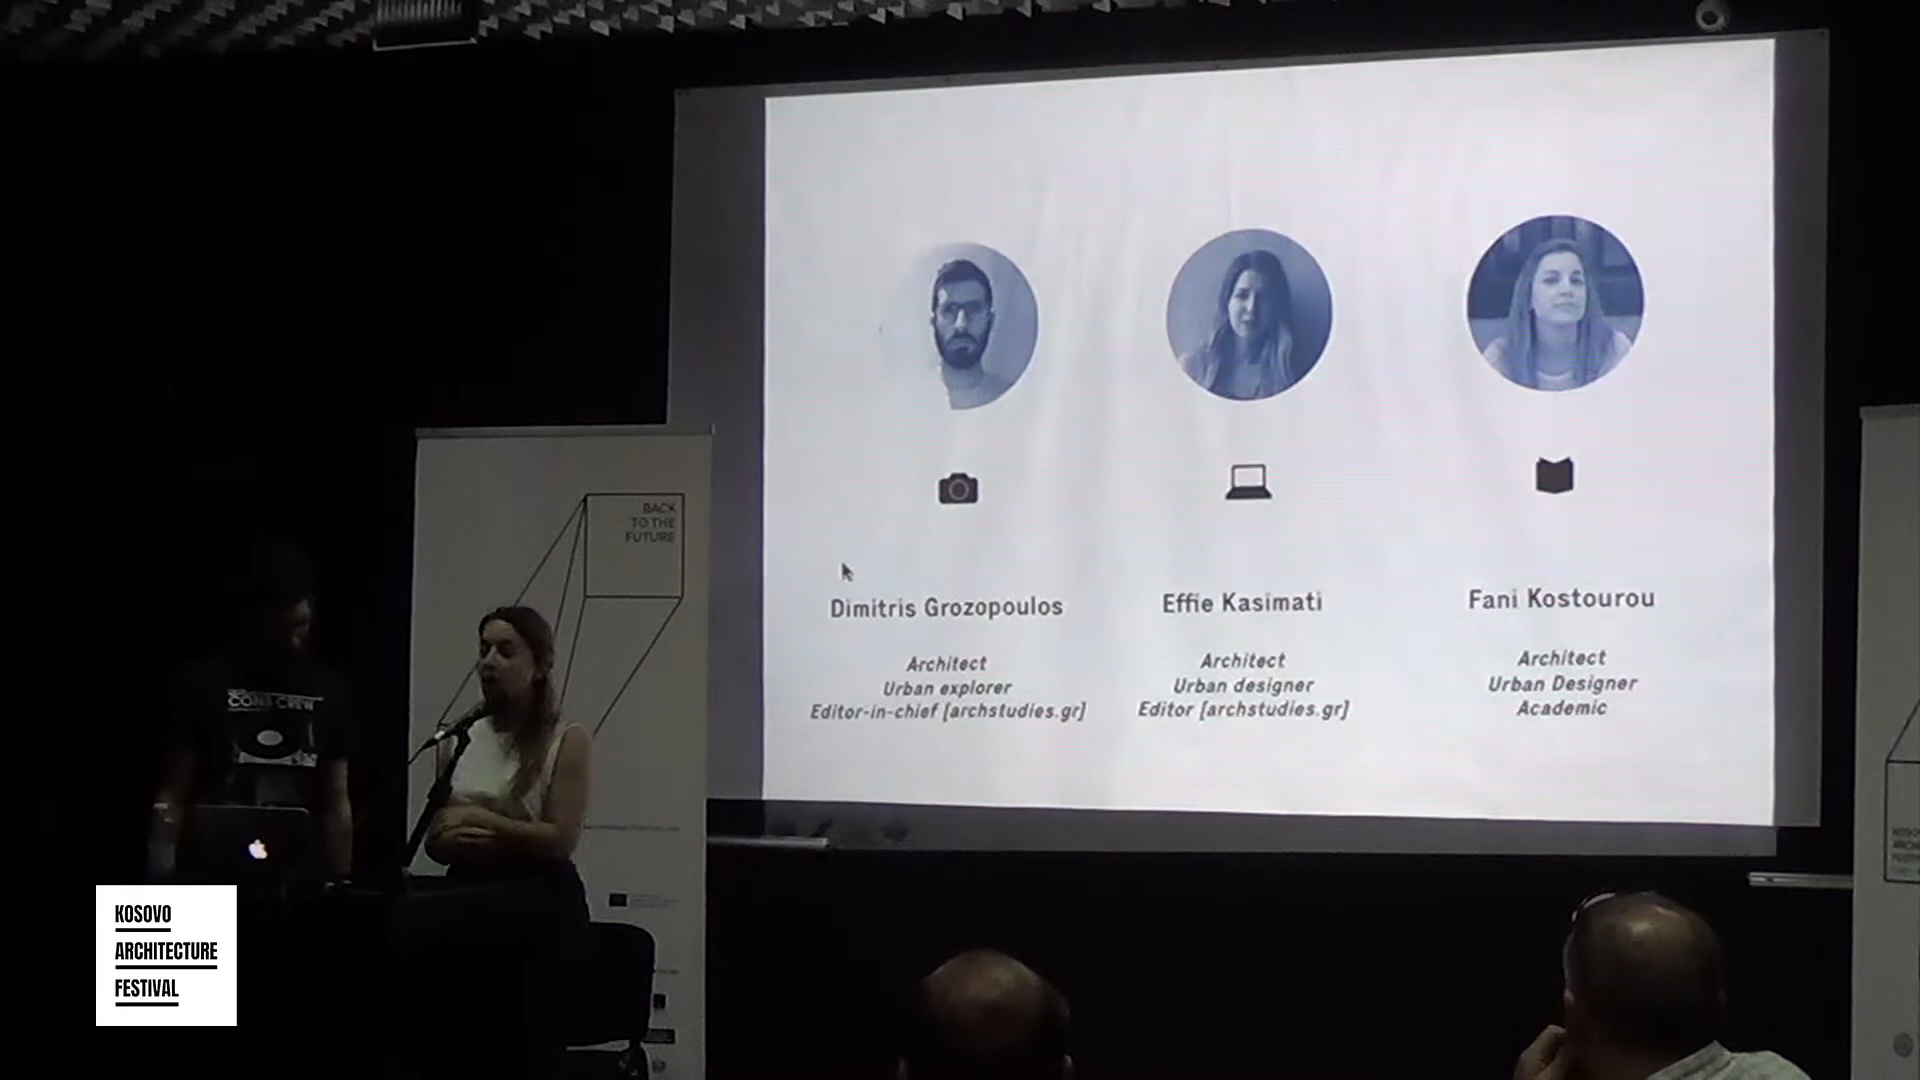 BACK
TO THE
FUTURE
CONS CREW
Dimitris Grozopoulos
Architect
Urban explorer
Editor-in-chief [archstudies.gr]
Effie Kasimati
Architect
Urban designer
Editor [archstudies.gr]
Fani Kostourou
Architect
Urban Designer
Academic
KOSOVO
ARCHITECTURE
FESTIVAL